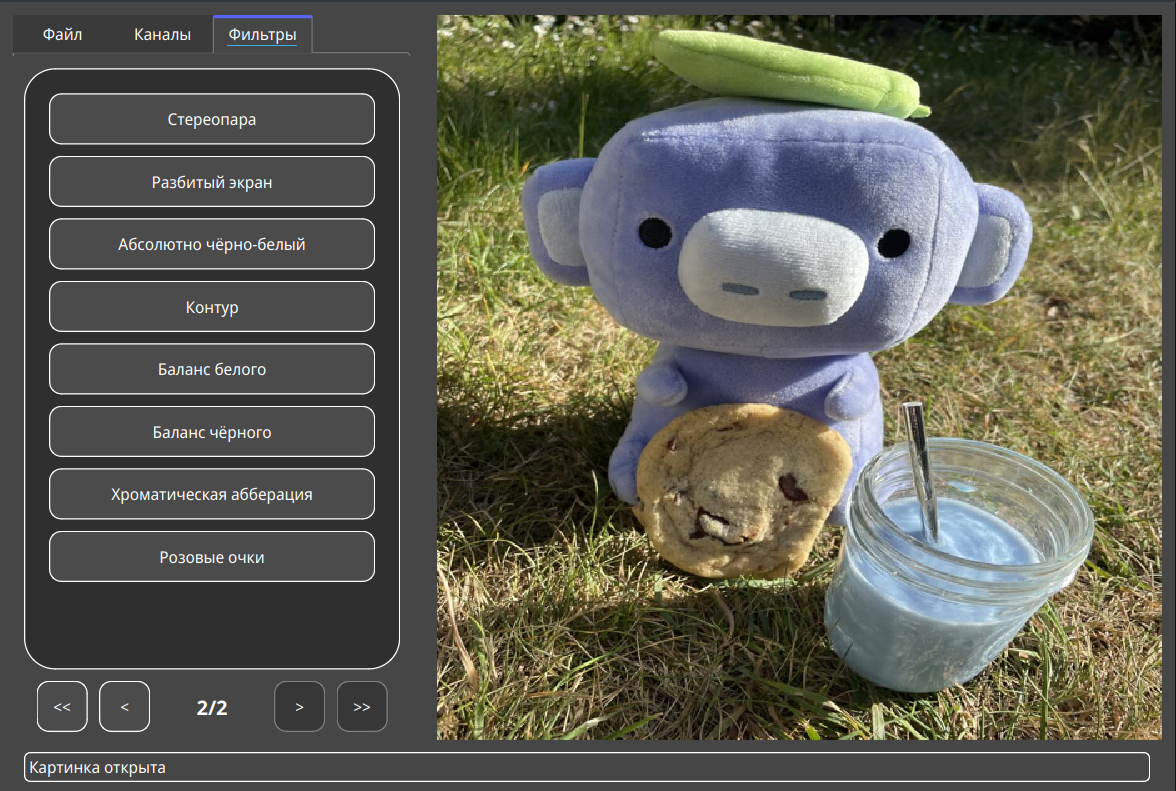 Файл Каналы Фильтры
Стереопара
Разбитый экран
Абсолютно чёрно-белый
Контур
Баланс белого
Баланс чёрного
Хроматическая абберация
Розовые очки
<< < 2/2 > >>
Картинка открыта